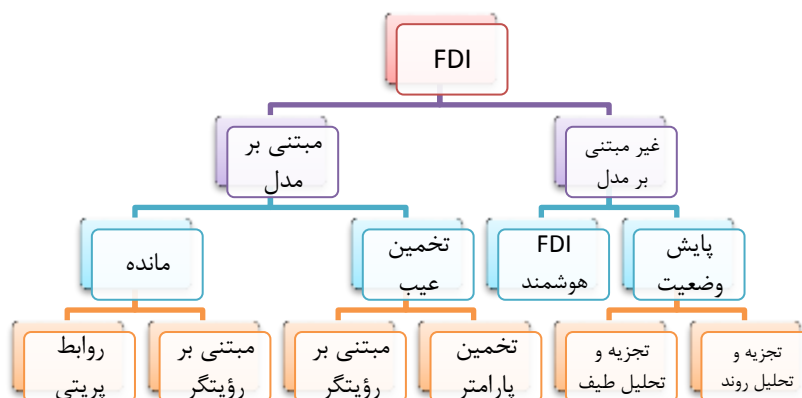 FDI
مبتنی بر
مدل
غیر مبتنی
بر مدل
مانده
تخمین
عیب
FDI
هوشمند
پایش
وضعیت
روابط
پریتی
مبتنی بر
رؤیتگر
مبتنی بر
رؤیتگر
تخمین
پارامتر
تجزیه و
تحلیل طیف
تجزیه و
تحلیل روند